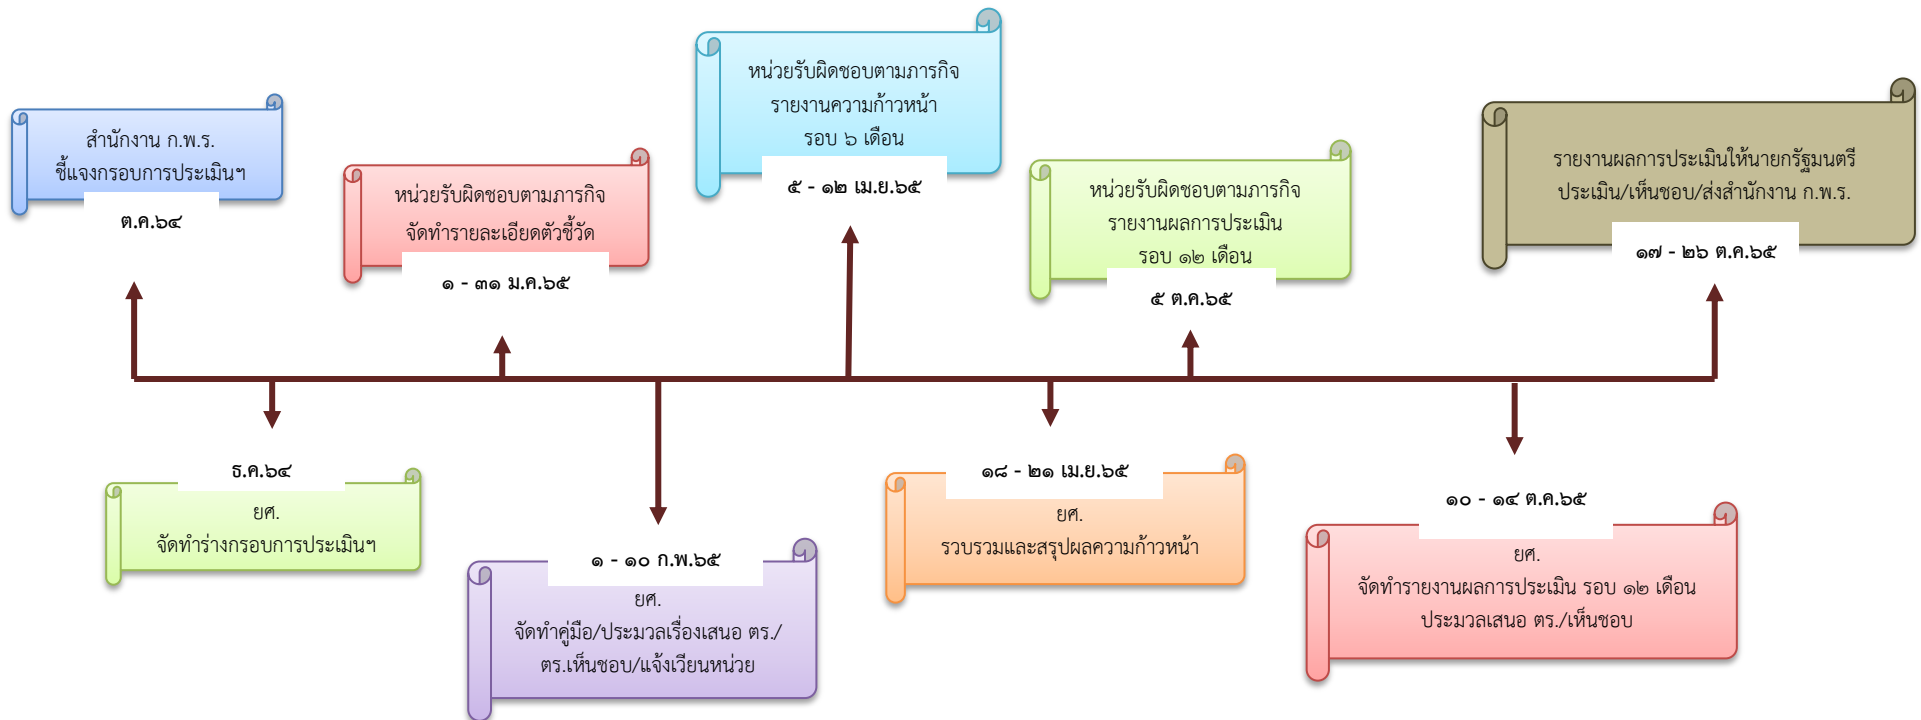 สำนักงาน ก.พ.ร.
ชี้แจงกรอบการประเมินฯ
ต.ค.๖๔
หน่วยรับผิดชอบตามภารกิจ
จัดทำรายละเอียดตัวชี้วัด
๑ - ๓๑ ม.ค.๖๕
หน่วยรับผิดชอบตามภารกิจ
รายงานความก้าวหน้า
รอบ ๖ เดือน
๕ - ๑๒ เม.ย.๖๕
หน่วยรับผิดชอบตามภารกิจ
รายงานผลการประเมิน
รอบ ๑๒ เดือน
๕ ต.ค.๖๕
รายงานผลการประเมินให้นายกรัฐมนตรี
ประเมิน/เห็นชอบ/ส่งสำนักงาน ก.พ.ร.
๑๗ - ๒๖ ต.ค.๖๕
ธ.ค.๖๔
ยศ.
จัดทำร่างกรอบการประเมินฯ
๑ - ๑๐ ก.พ.๖๕
ยศ.
จัดทำคู่มือ/ประมวลเรื่องเสนอ ตร./
ตร.เห็นชอบ/แจ้งเวียนหน่วย
๑๘ - ๒๑ เม.ย.๖๕
ยศ.
รวบรวมและสรุปผลความก้าวหน้า
๑๐ - ๑๔ ต.ค.๖๕
ยศ.
จัดทำรายงานผลการประเมิน รอบ ๑๒ เดือน
ประมวลเสนอ ตร./เห็นชอบ